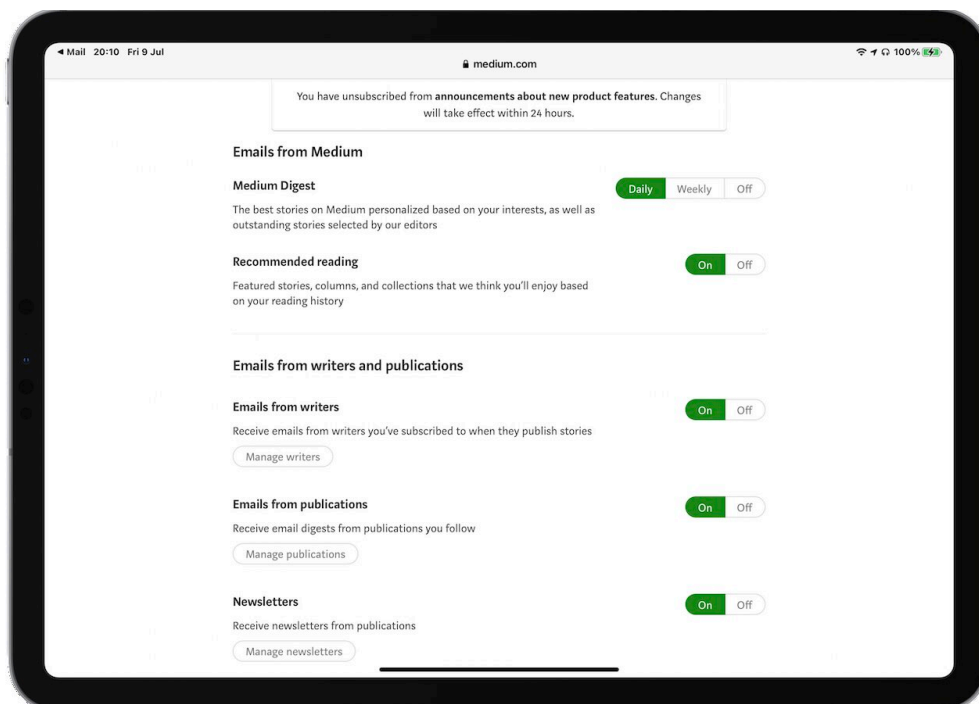 Mail 20:10 Fri 9 Jul 100%
medium.com
You have unsubscribed from announcements about new product features. Changes
will take effect within 24 hours.
Emails from Medium
Medium Digest
Daily Weekly Off
The best stories on Medium personalized based on your interests, as well as
outstanding stories selected by our editors
Recommended reading
On Off
Featured stories, columns, and collections that we think you'll enjoy based
on your reading history
Emails from writers and publications
Emails from writers
On Off
Receive emails from writers you've subscribed to when they publish stories
Manage writers
Emails from publications
On Off
Receive email digests from publications you follow
Manage publications
Newsletters
On Off
Receive newsletters from publications
Manage newsletters